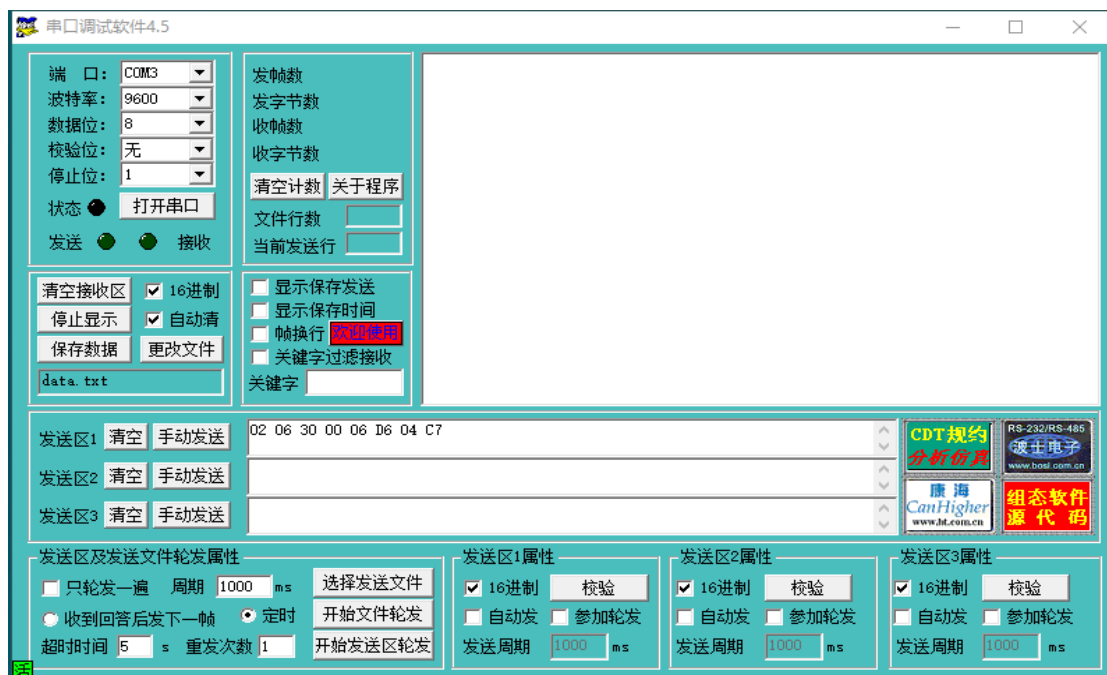 串口调试软件4.5
端 口: COM3
波特率: 9600
数据位: 8
校验位: 无
停止位: 1
状态 打开串口
发送 接收
发帧数
发字节数
收帧数
收字节数
清空计数 关于程序
文件行数
当前发送行
清空接收区 16进制
停止显示 自动清
保存数据 更改文件
data.txt
显示保存发送
显示保存时间
帧换行 欢迎使用
关键字过滤接收
关键字
发送区1 清空 手动发送 02 06 30 00 06 D6 04 C7
发送区2 清空 手动发送
发送区3 清空 手动发送
CDT规约
分析仿真
RS-232/RS-485
波士电子
www.bosi.com.cn
康海
CanHigher
www.ht.com.cn
组态软件
源代码
发送区及发送文件轮发属性
只轮发一遍 周期 1000 ms 选择发送文件
收到回答后发下一帧 定时 开始文件轮发
超时时间 5 s 重发次数 1 开始发送区轮发
发送区1属性
16进制 校验
自动发 参加轮发
发送周期 1000 ms
发送区2属性
16进制 校验
自动发 参加轮发
发送周期 1000 ms
发送区3属性
16进制 校验
自动发 参加轮发
发送周期 1000 ms
活